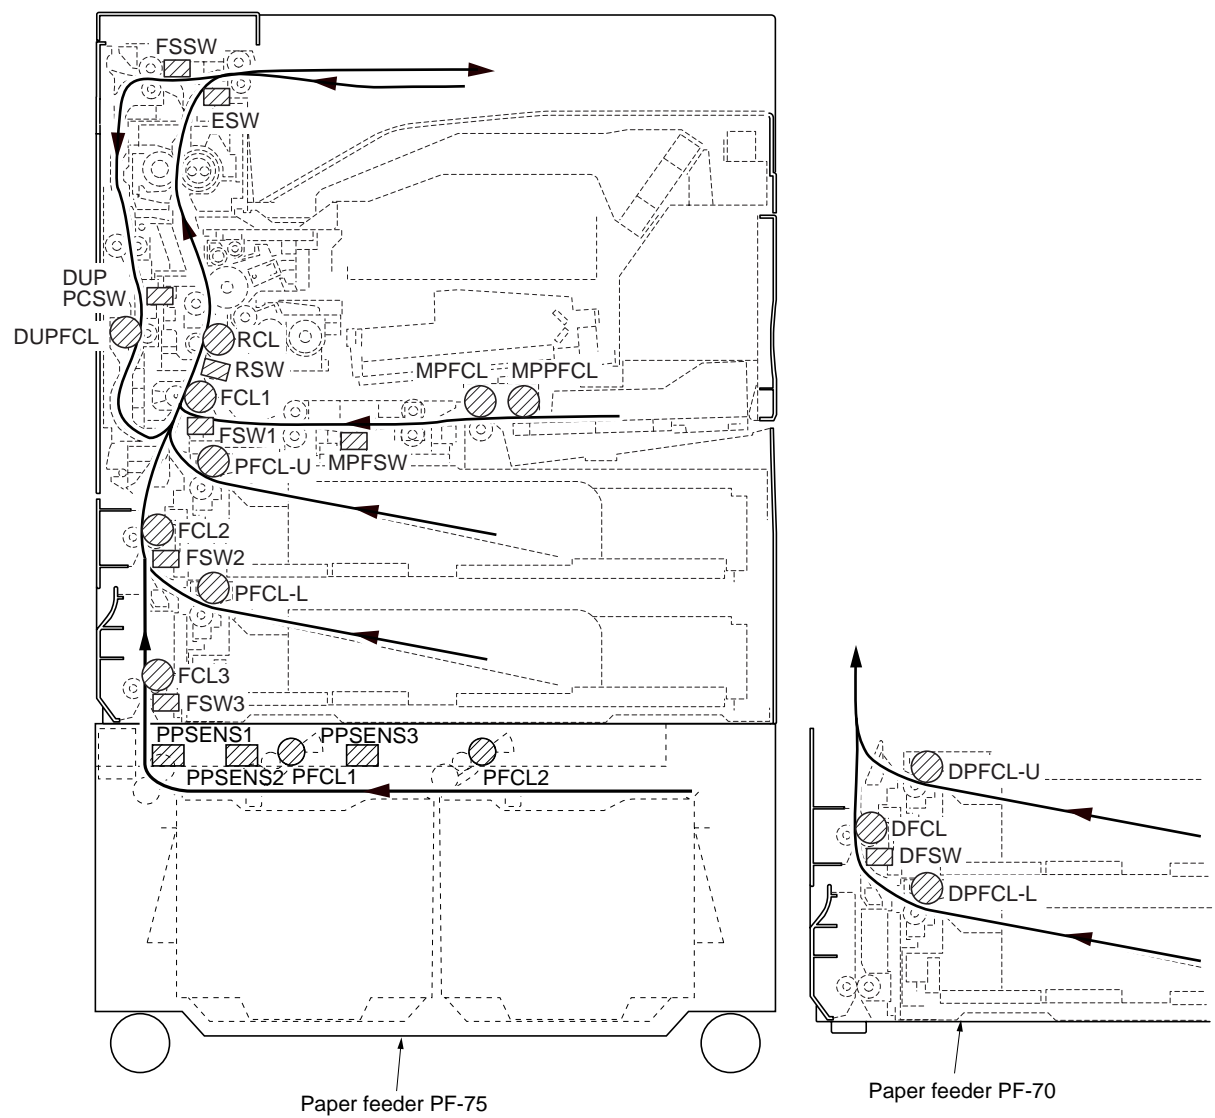 FSSW
ESW
DUP
PCSW
DUPFCL
RCL
RSW
MPFCL
MPPFCL
FCL1
FSW1
MPFSW
PFCL-U
FCL2
FSW2
PFCL-L
FCL3
FSW3
PPSENS1
PPSENS3
PPSENS2
PFCL1
PFCL2
DPFCL-U
DFCL
DFSW
DPFCL-L
Paper feeder PF-75
Paper feeder PF-70